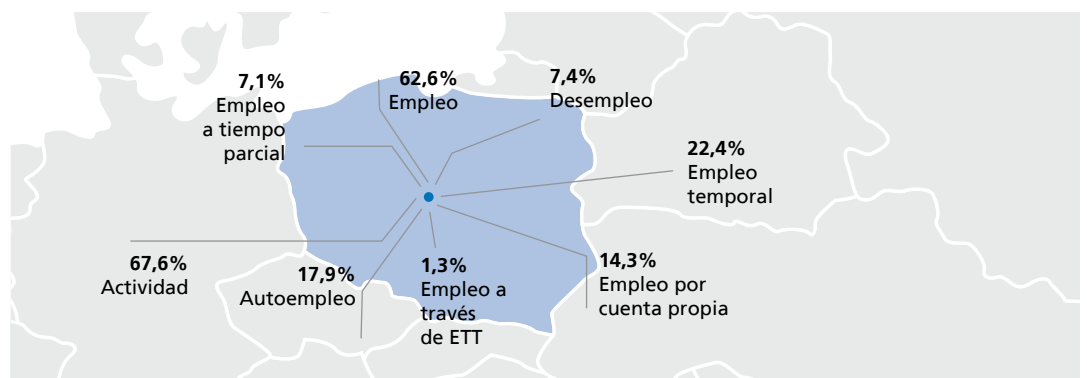 7,1%
Empleo
a tiempo
parcial
62,6%
Empleo
7,4%
Desempleo
22,4%
Empleo
temporal
67,6%
Actividad
17,9%
Autoempleo
1,3%
Empleo a
través
de ETT
14,3%
Empleo por
cuenta propia